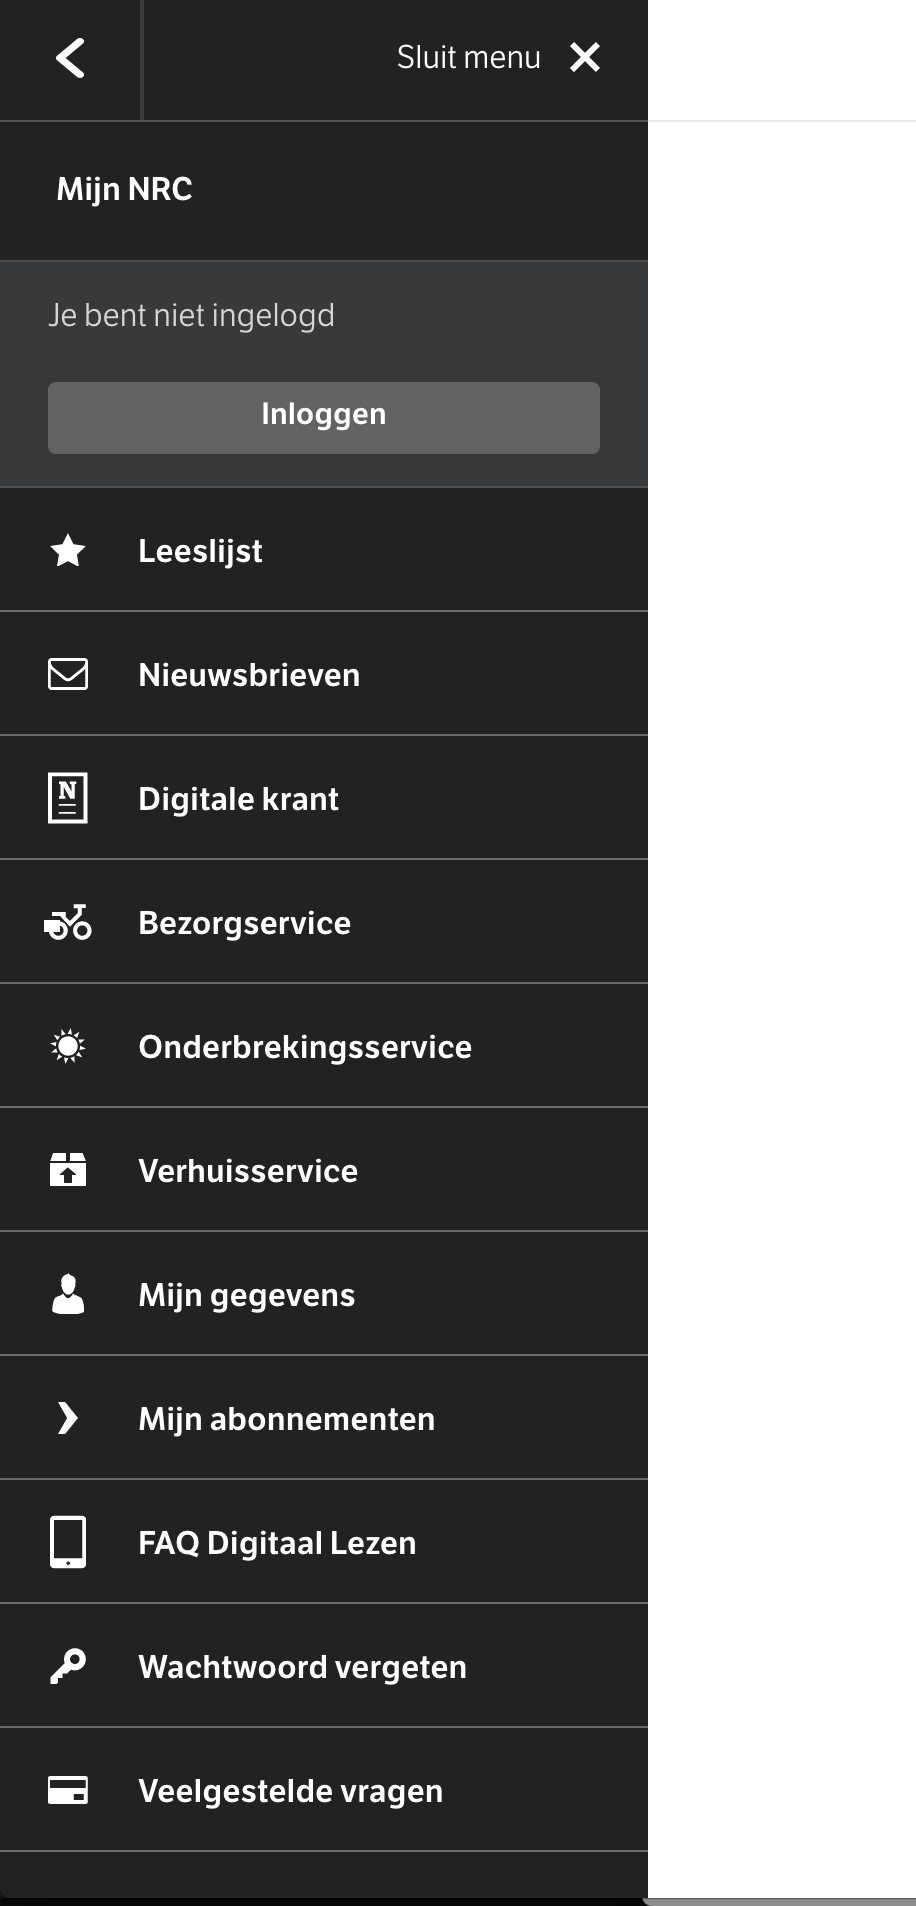 Sluit menu
Mijn NRC
Je bent niet ingelogd
Inloggen
Leeslijst
Nieuwsbrieven
N
Digitale krant
Bezorgservice
Onderbrekingsservice
Verhuisservice
Mijn gegevens
Mijn abonnementen
FAQ Digitaal Lezen
Wachtwoord vergeten
Veelgestelde vragen